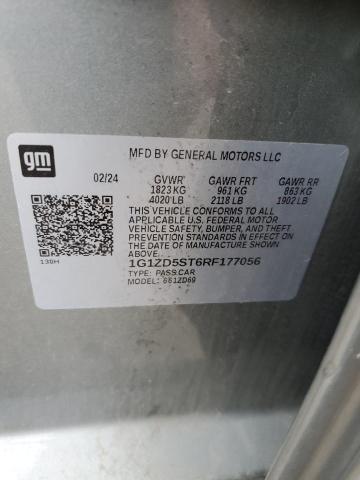 gm
MFD BY GENERAL MOTORS LLC
02/24 GVWR GAWR FRT GAWR RR
1823 KG 961 KG 863 KG
4020 LB 2118 LB 1902 LB
THIS VEHICLE CONFORMS TO ALL
APPLICABLE U.S. FEDERAL MOTOR
VEHICLE SAFETY, BUMPER, AND THEFT
PREVENTION STANDARDS IN EFFECT
ON THE DATE OF MANUFACTURE
SHOWN ABOVE.
1G1ZD5ST6RF177056
TYPE: PASS CAR
MODEL: 661ZD69
130H